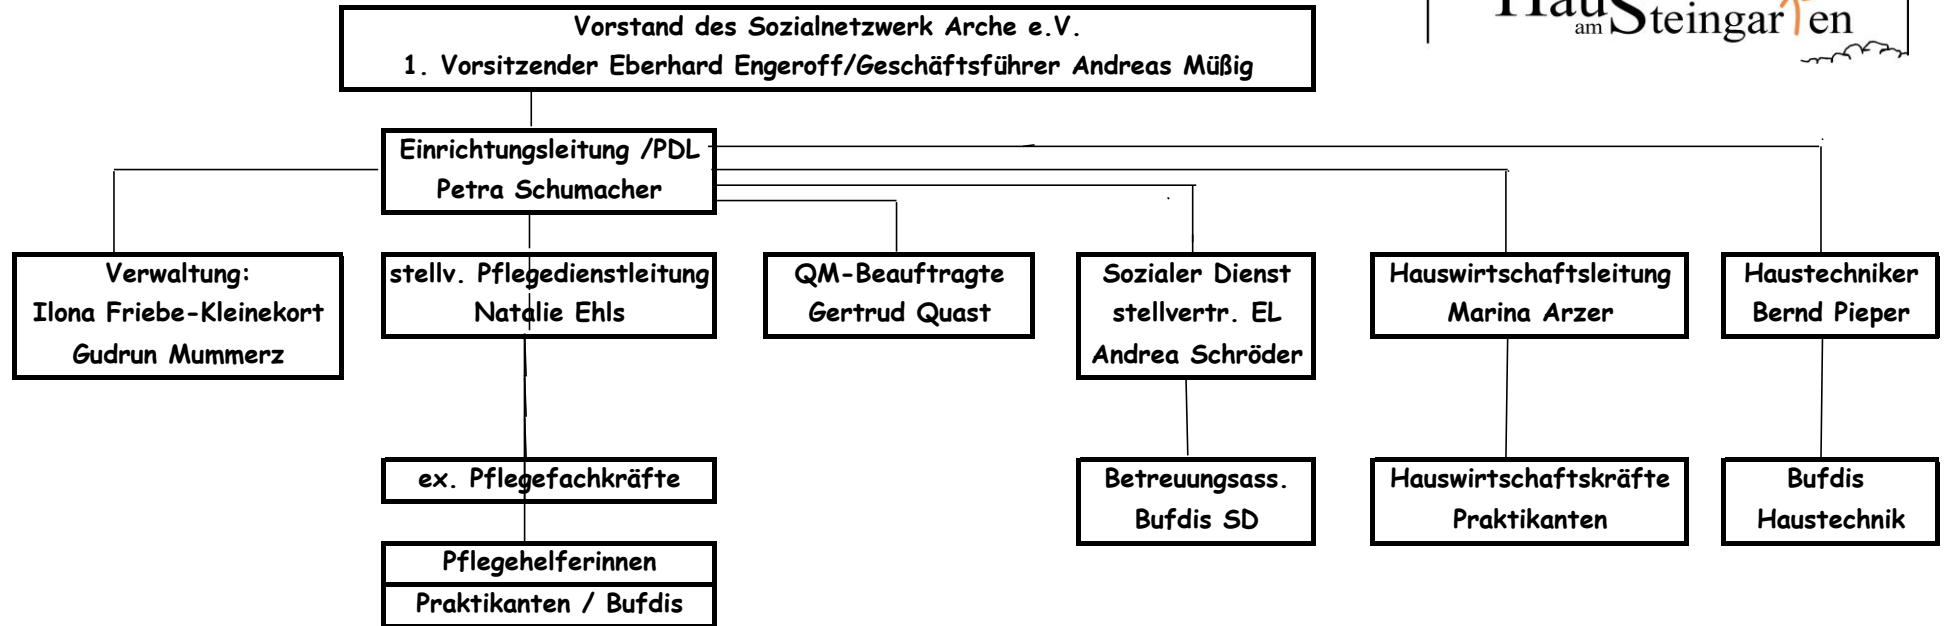 Haus
am Steingarten
Vorstand des Sozialnetzwerk Arche e.V.
1. Vorsitzender Eberhard Engeroff/Geschäftsführer Andreas Müßig
Einrichtungsleitung /PDL
Petra Schumacher
Verwaltung:
Ilona Friebe-Kleinekort
Gudrun Mummerz
stellv. Pflegedienstleitung
Natalie Ehls
QM-Beauftragte
Gertrud Quast
Sozialer Dienst
stellvertr. EL
Andrea Schröder
Hauswirtschaftsleitung
Marina Arzer
Haustechniker
Bernd Pieper
ex. Pflegefachkräfte
Pflegehelferinnen
Praktikanten / Bufdis
Betreuungsass.
Bufdis SD
Hauswirtschaftskräfte
Praktikanten
Bufdis
Haustechnik